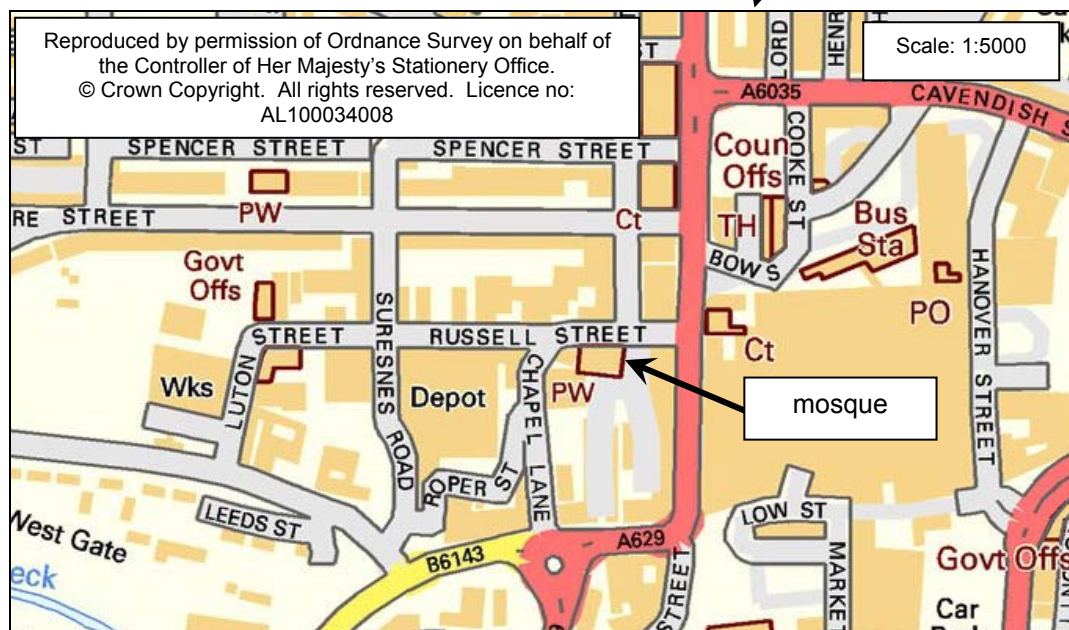 Reproduced by permission of Ordnance Survey on behalf of
the Controller of Her Majesty's Stationery Office.
© Crown Copyright. All rights reserved. Licence no:
AL100034008
Scale: 1:5000
ST
LORD
HENR
A6035
CAVENDISH S
ST
SPENCER STREET
SPENCER STREET
COOKE ST
Coun
Offs
PW
RE STREET
Ct
TH
Bus
Sta
BOW S
Govt
Offs
HANOVER STREET
PO
SURESNES ROAD
STREET
RUSSELL STREET
Ct
LUTON
Wks
Depot
CHAPEL LANE
PW
mosque
ROPER ST
LEEDS ST
LOW ST
West Gate
A629
B6143
MARKE
Govt Offs
eck
STREET
Car